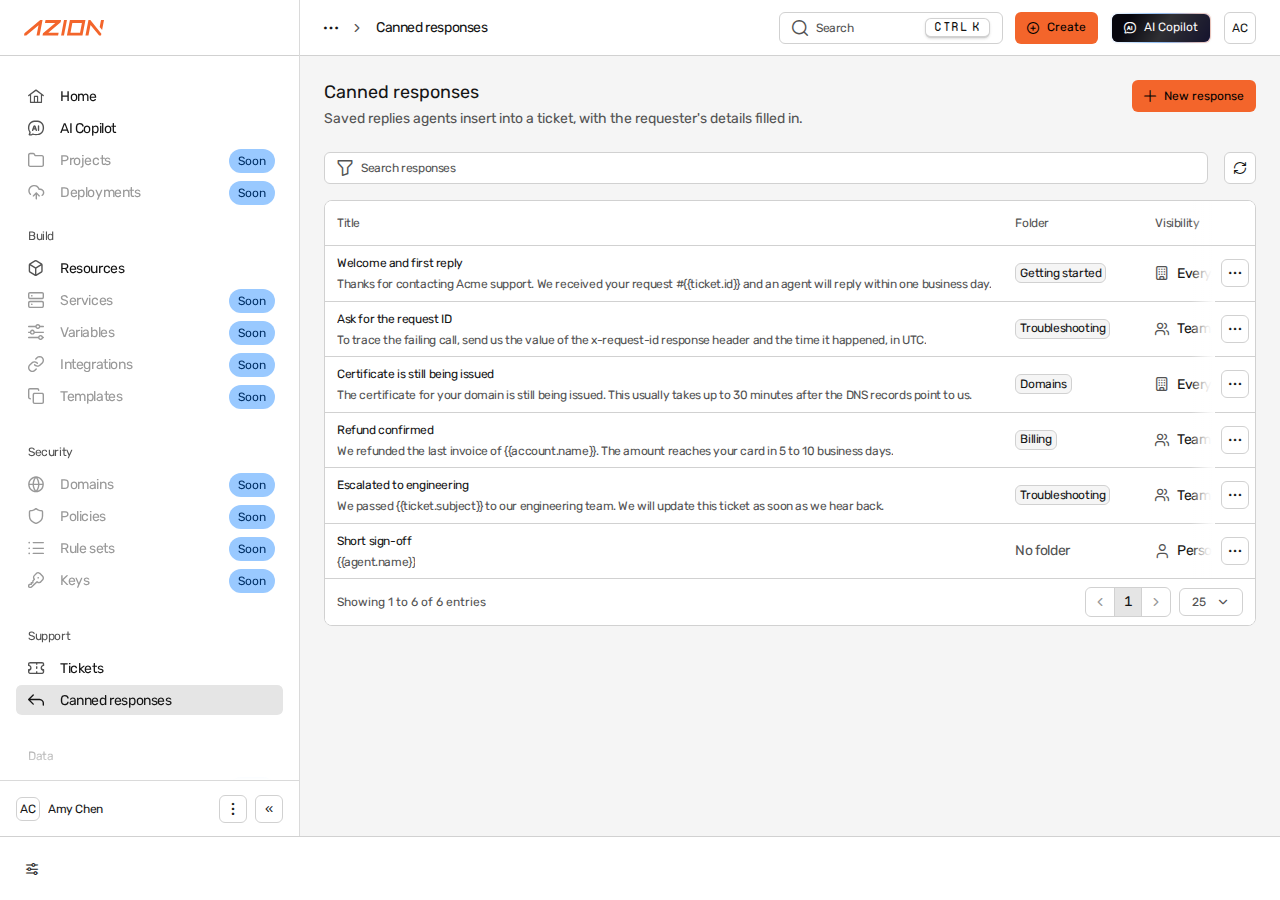 AZION
Canned responses
Search
CTRL K
Create
AI Copilot
AC
Home
AI Copilot
Projects
Soon
Deployments
Soon
Build
Resources
Services
Soon
Variables
Soon
Integrations
Soon
Templates
Soon
Security
Domains
Soon
Policies
Soon
Rule sets
Soon
Keys
Soon
Support
Tickets
Canned responses
Data
AC
Amy Chen
Canned responses
Saved replies agents insert into a ticket, with the requester's details filled in.
New response
Search responses
Title
Folder
Visibility
Welcome and first reply
Thanks for contacting Acme support. We received your request #{{ticket.id}} and an agent will reply within one business day.
Getting started
Every
Ask for the request ID
To trace the failing call, send us the value of the x-request-id response header and the time it happened, in UTC.
Troubleshooting
Team
Certificate is still being issued
The certificate for your domain is still being issued. This usually takes up to 30 minutes after the DNS records point to us.
Domains
Every
Refund confirmed
We refunded the last invoice of {{account.name}}. The amount reaches your card in 5 to 10 business days.
Billing
Team
Escalated to engineering
We passed {{ticket.subject}} to our engineering team. We will update this ticket as soon as we hear back.
Troubleshooting
Team
Short sign-off
{{agent.name}}
No folder
Perso
Showing 1 to 6 of 6 entries
1
25